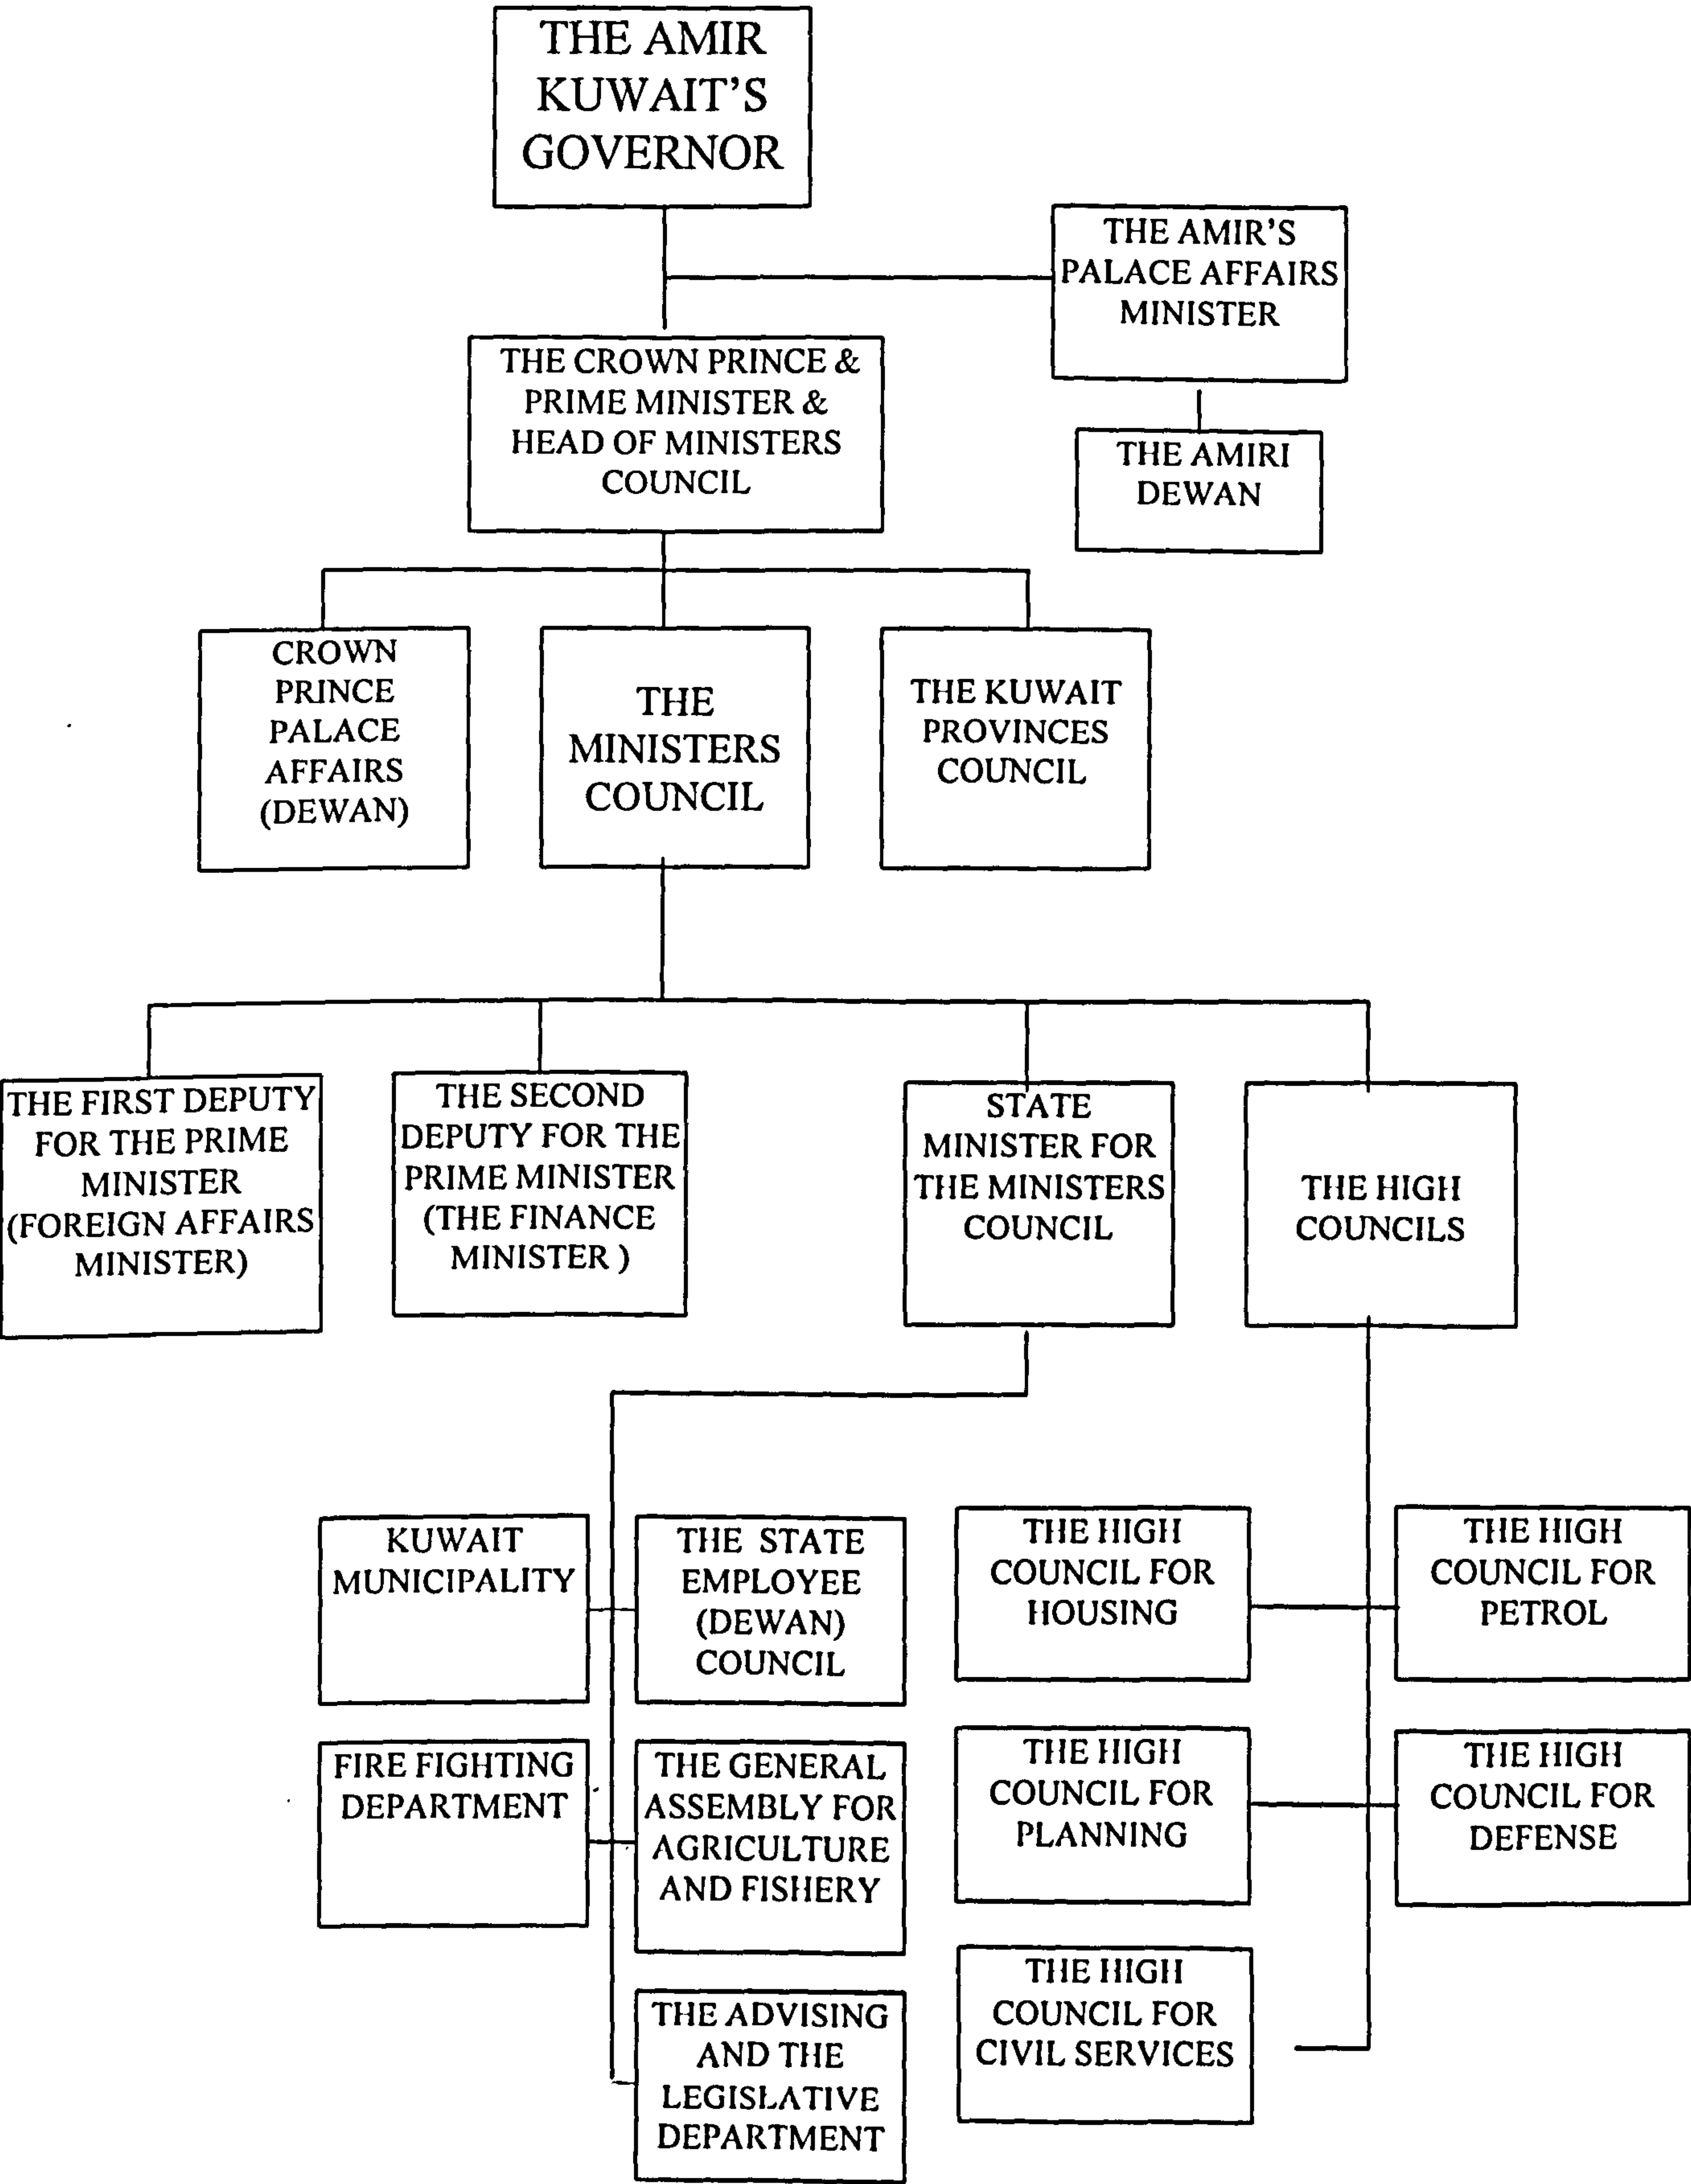 THE AMIR
KUWAIT'S
GOVERNOR
THE AMIR'S
PALACE AFFAIRS
MINISTER
THE CROWN PRINCE &
PRIME MINISTER &
HEAD OF MINISTERS
COUNCIL
THE AMIRI
DEWAN
CROWN
PRINCE
PALACE
AFFAIRS
(DEWAN)
THE
MINISTERS
COUNCIL
THE KUWAIT
PROVINCES
COUNCIL
THE FIRST DEPUTY
FOR THE PRIME
MINISTER
(FOREIGN AFFAIRS
MINISTER)
THE SECOND
DEPUTY FOR THE
PRIME MINISTER
(THE FINANCE
MINISTER )
STATE
MINISTER FOR
THE MINISTERS
COUNCIL
THE HIGH
COUNCILS
KUWAIT
MUNICIPALITY
THE STATE
EMPLOYEE
(DEWAN)
COUNCIL
THE HIGH
COUNCIL FOR
HOUSING
THE HIGH
COUNCIL FOR
PETROL
FIRE FIGHTING
DEPARTMENT
THE GENERAL
ASSEMBLY FOR
AGRICULTURE
AND FISHERY
THE HIGH
COUNCIL FOR
PLANNING
THE HIGH
COUNCIL FOR
DEFENSE
THE ADVISING
AND THE
LEGISLATIVE
DEPARTMENT
THE HIGH
COUNCIL FOR
CIVIL SERVICES